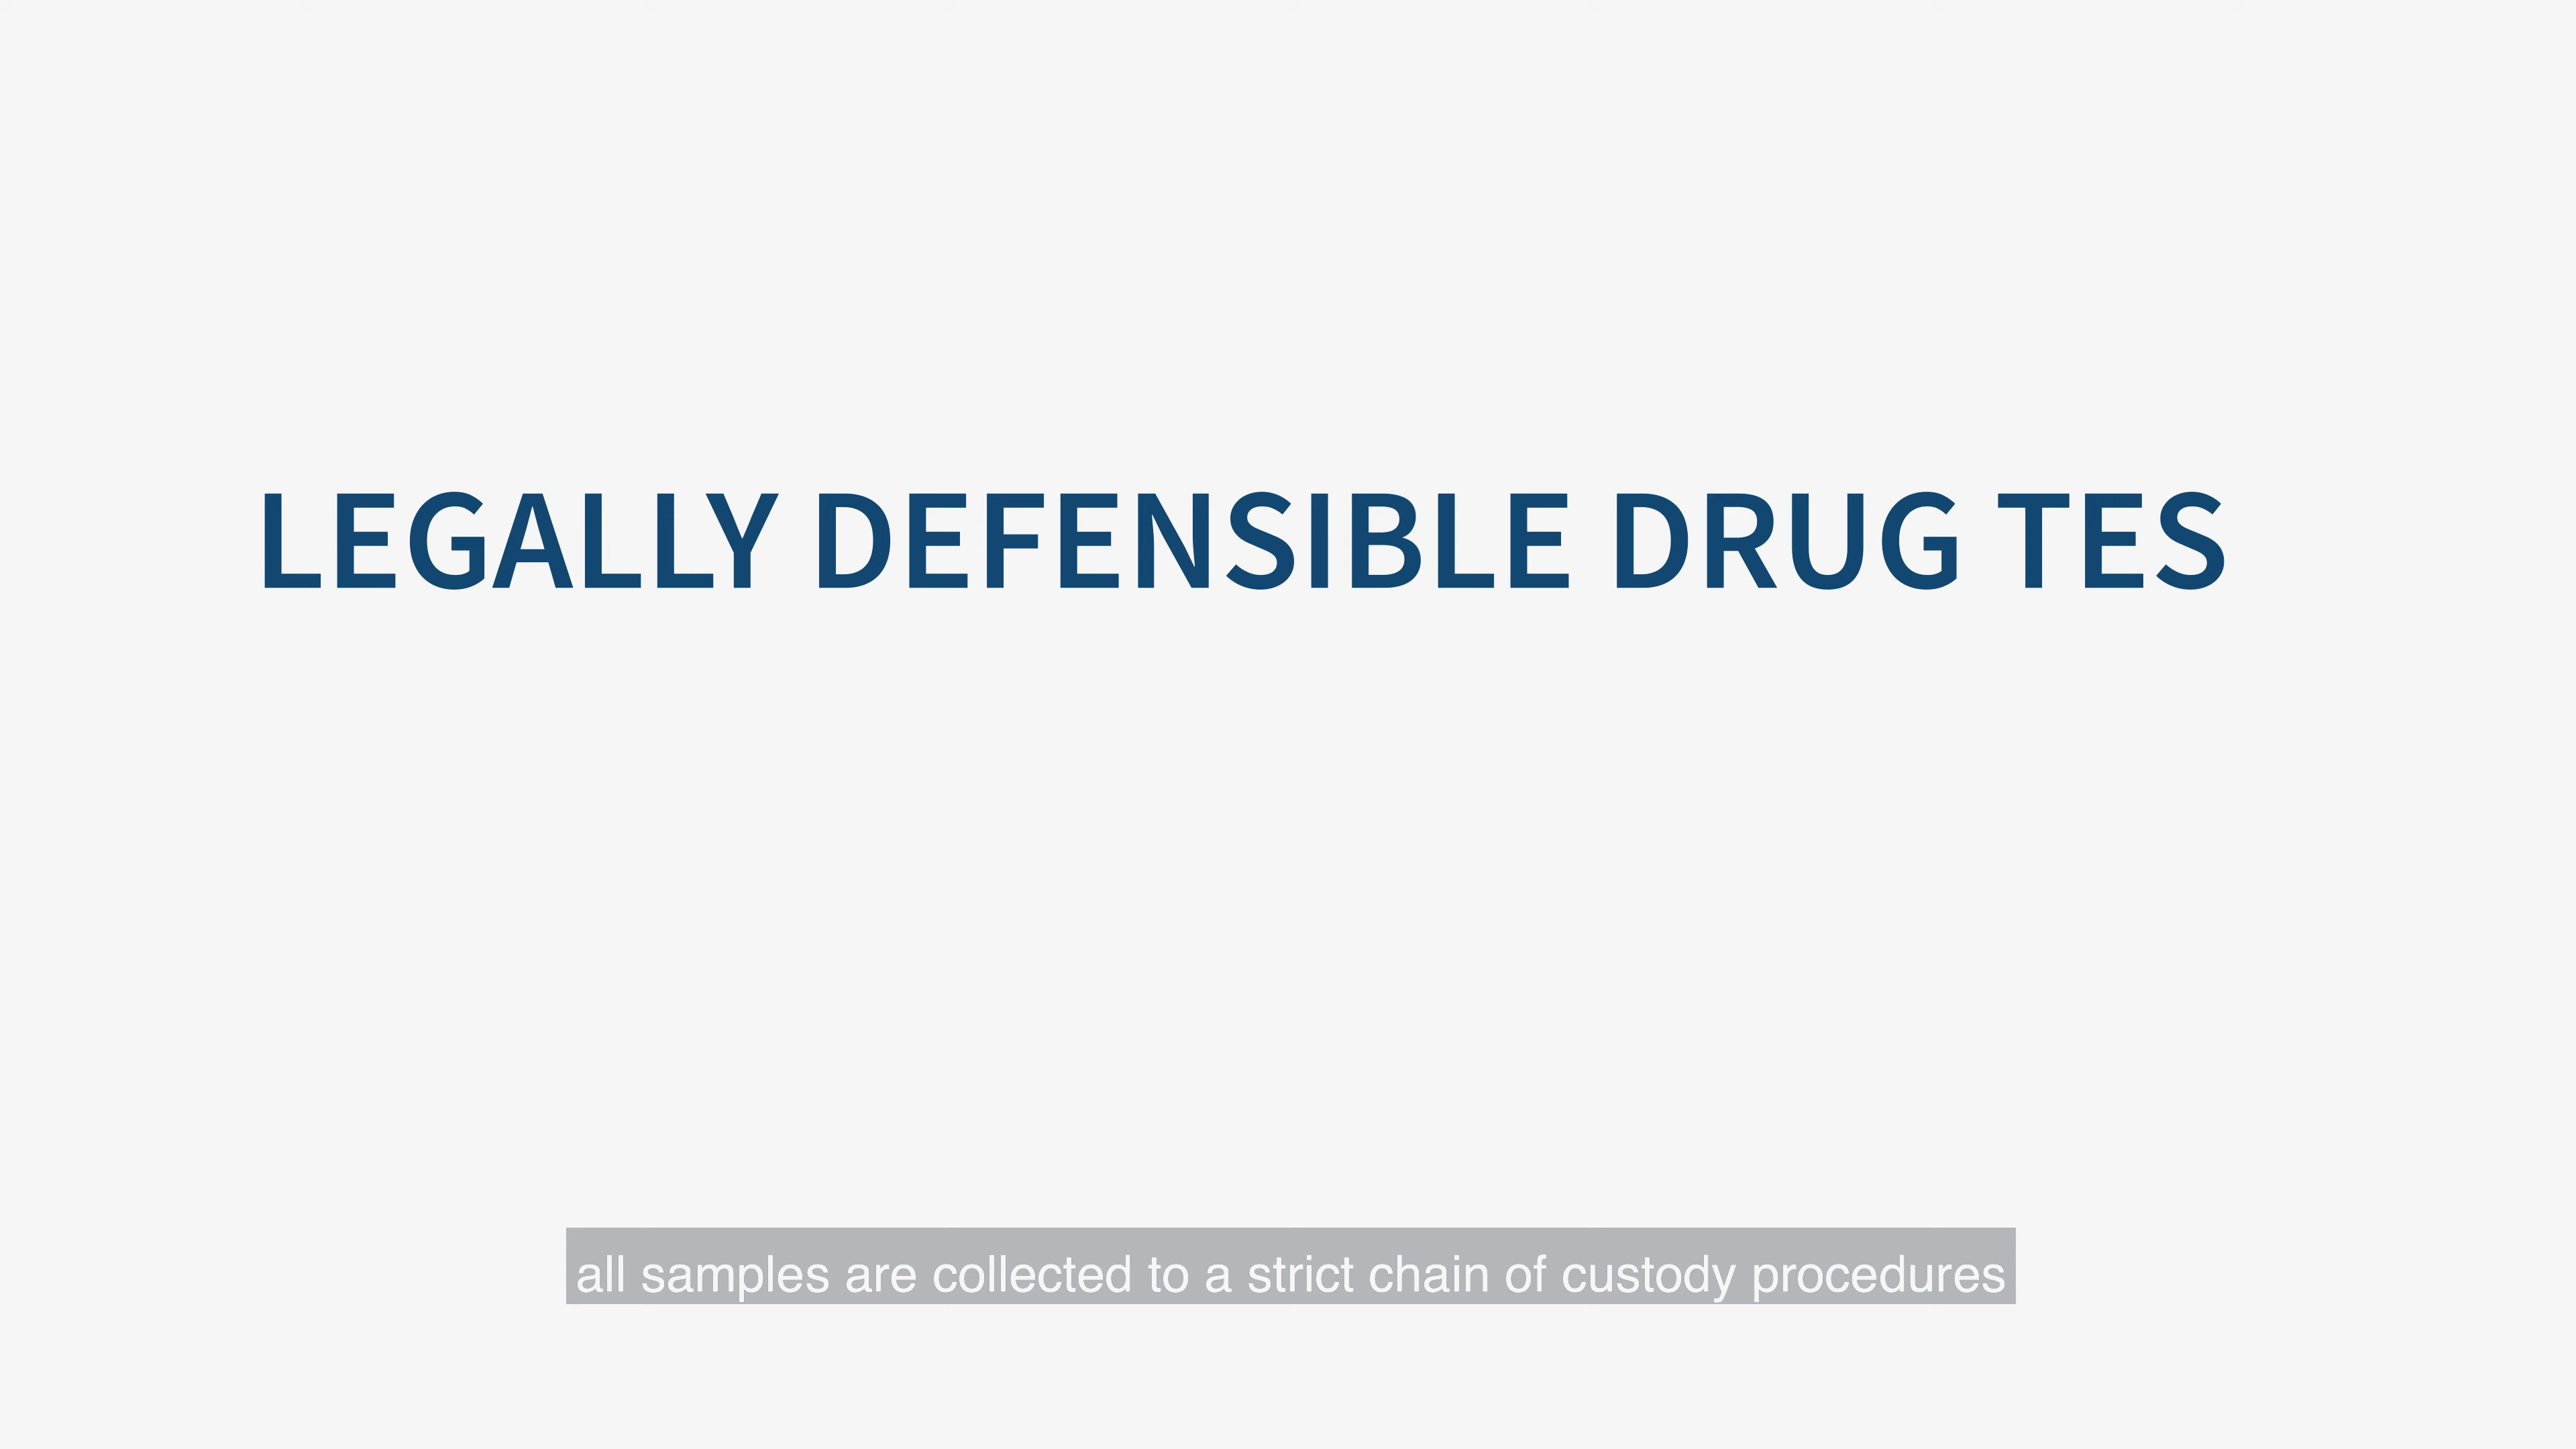 LEGALLY DEFENSIBLE DRUG TES
all samples are collected to a strict chain of custody procedures